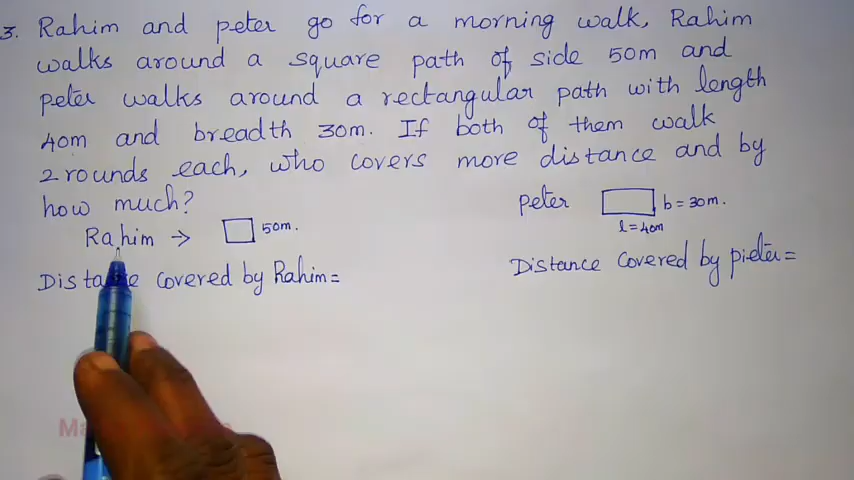 3. Rahim and peter go for a morning walk, Rahim
walks around a square path of side 50m and
peter walks around a rectangular path with length
40m and breadth 30m. If both of them walk
2 rounds each, who covers more distance and by
how much?
peter b = 30m.
l = 40m
Rahim → 50m.
Distance covered by Rahim =
Distance covered by pieter =